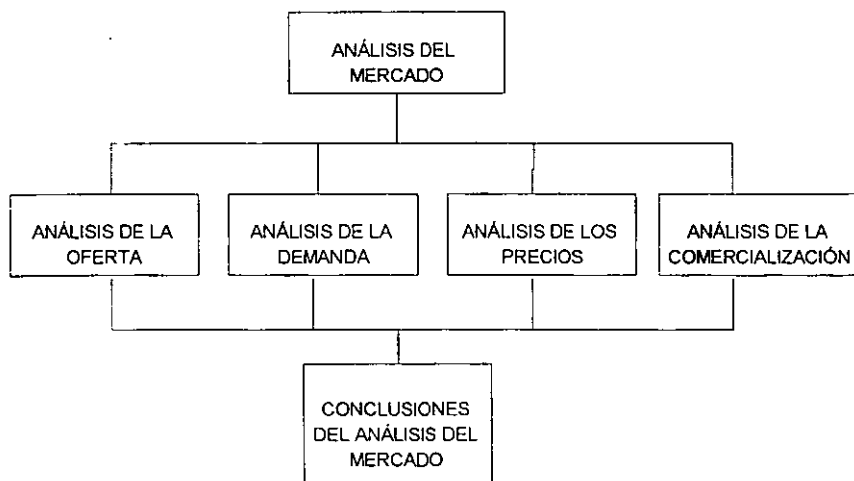 ANÁLISIS DEL
MERCADO
ANÁLISIS DE LA
OFERTA
ANÁLISIS DE LA
DEMANDA
ANÁLISIS DE LOS
PRECIOS
ANÁLISIS DE LA
COMERCIALIZACIÓN
CONCLUSIONES
DEL ANÁLISIS DEL
MERCADO